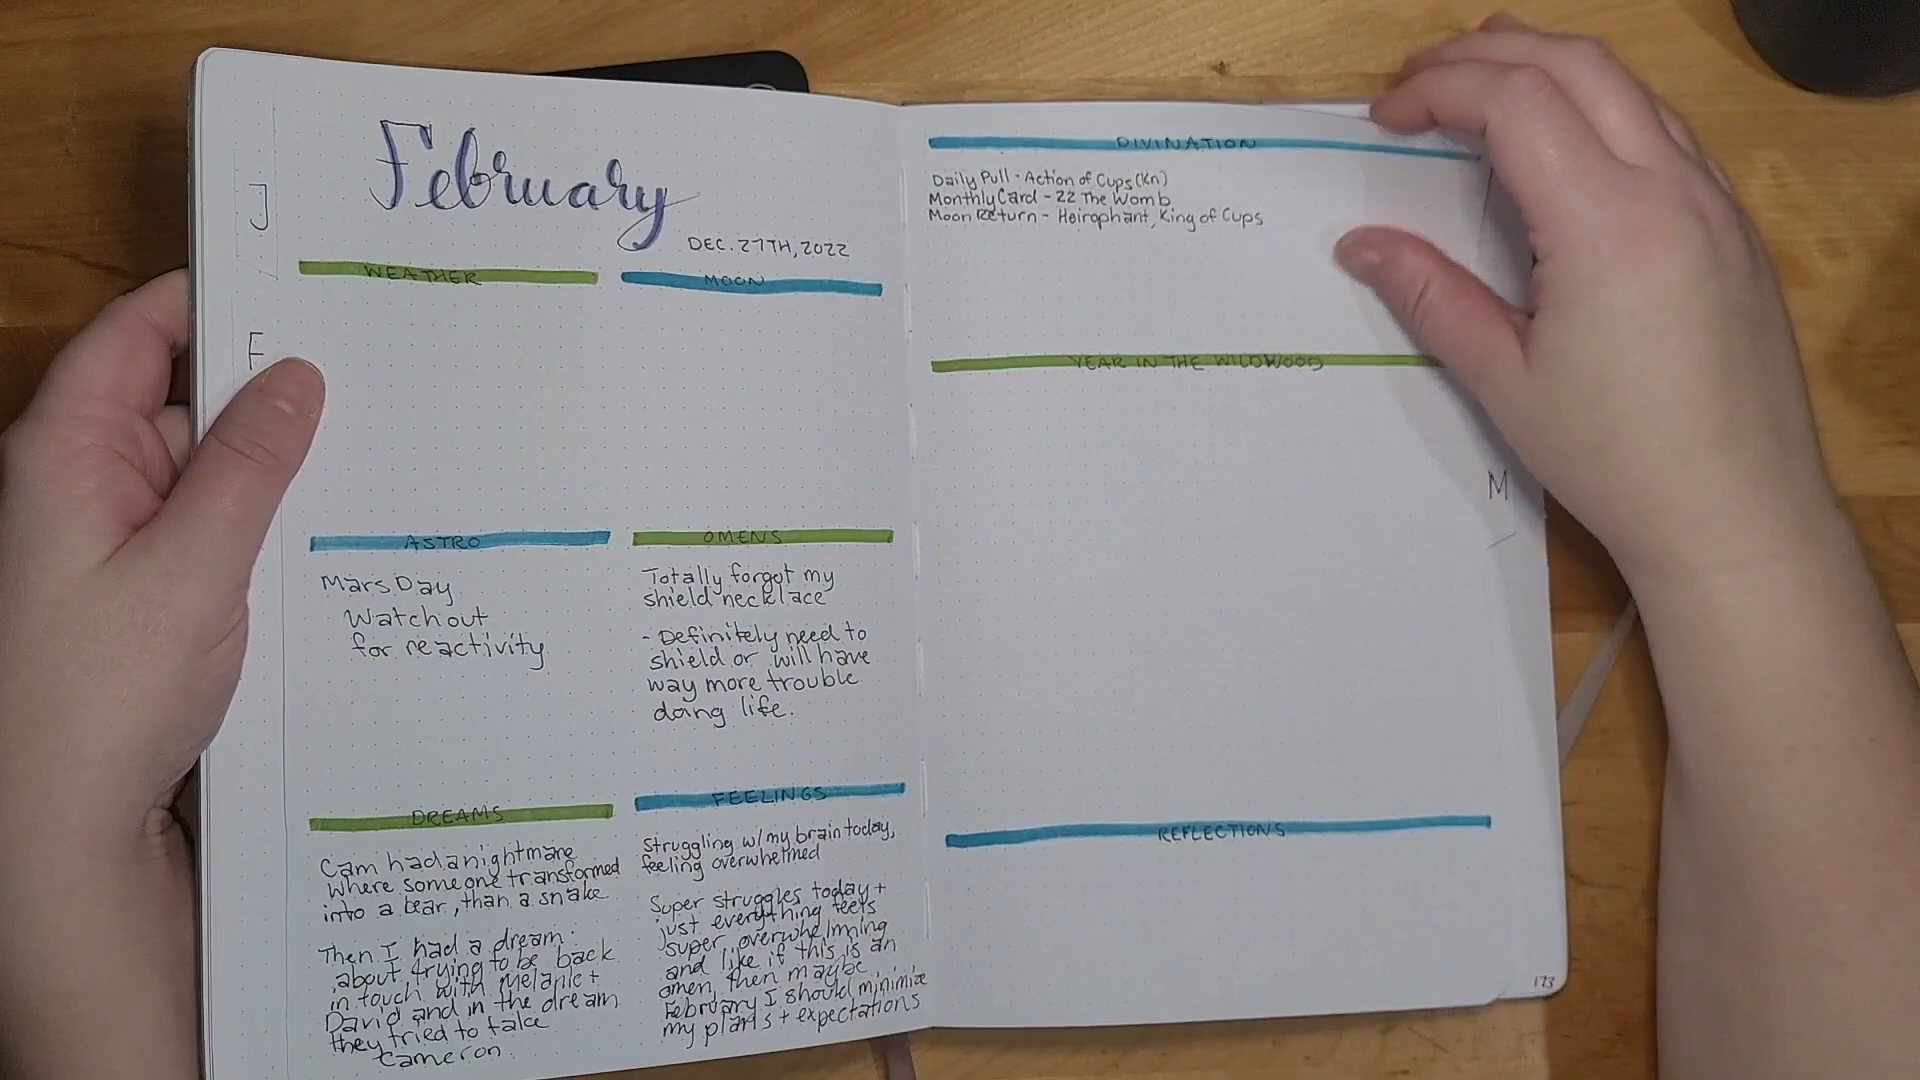 J
F
February
DEC. 27TH, 2022
WEATHER
MOON
ASTRO
Mars Day
Watch out
for reactivity
OMENS
Totally forgot my
shield necklace
- Definitely need to
shield or will have
way more trouble
doing life.
DREAMS
Cam had a nightmare
where someone transformed
into a bear, than a snake
Then I had a dream
about trying to be back
in touch with Melanie +
David and in the dream
they tried to take
Cameron.
FEELINGS
Struggling w/ my brain today,
feeling overwhelmed
Super struggles today +
just everything feels
super overwhelming
and like if this is an
omen, then maybe
February I should minimize
my plans + expectations
DIVINATION
Daily Pull - Action of Cups (Kn)
Monthly Card - 22 The Womb
Moon Return - Heirophant, King of Cups
YEAR IN THE WILDWOOD
M
REFLECTIONS
173